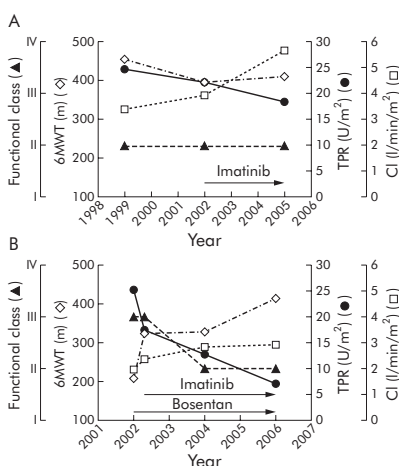 A
Functional class (▲)
IV
III
II
I
6MWT (m) (◇)
500
400
300
200
100
30
25
20
15
10
5
0
TPR (U/m²) (●)
6
5
4
3
2
1
0
CI (l/min/m²) (□)
Imatinib
1998
1999
2000
2001
2002
2003
2004
2005
2006
Year
B
Functional class (▲)
IV
III
II
I
6MWT (m) (◇)
500
400
300
200
100
30
25
20
15
10
5
0
TPR (U/m²) (●)
6
5
4
3
2
1
0
CI (l/min/m²) (□)
Imatinib
Bosentan
2001
2002
2003
2004
2005
2006
2007
Year